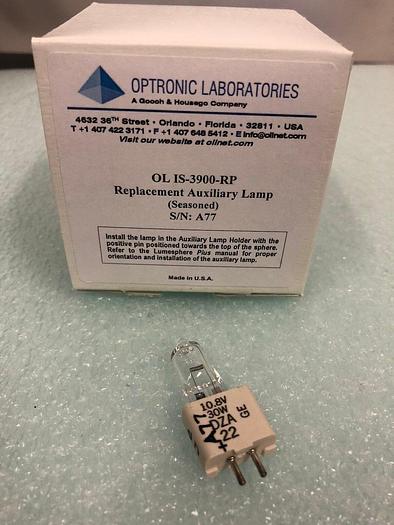 OPTRONIC LABORATORIES
A Gooch & Housego Company
4632 36TH Street • Orlando • Florida • 32811 • USA
T +1 407 422 3171 • F +1 407 648 5412 • E info@olinet.com
Visit our website at olinet.com
OL IS-3900-RP
Replacement Auxiliary Lamp
(Seasoned)
S/N: A77
Install the lamp in the Auxiliary Lamp Holder with the
positive pin positioned towards the top of the sphere.
Refer to the Lumesphere Plus manual for proper
orientation and installation of the auxiliary lamp.
Made in U.S.A.
10.8V
30W
DZA
22
GE
A77
+